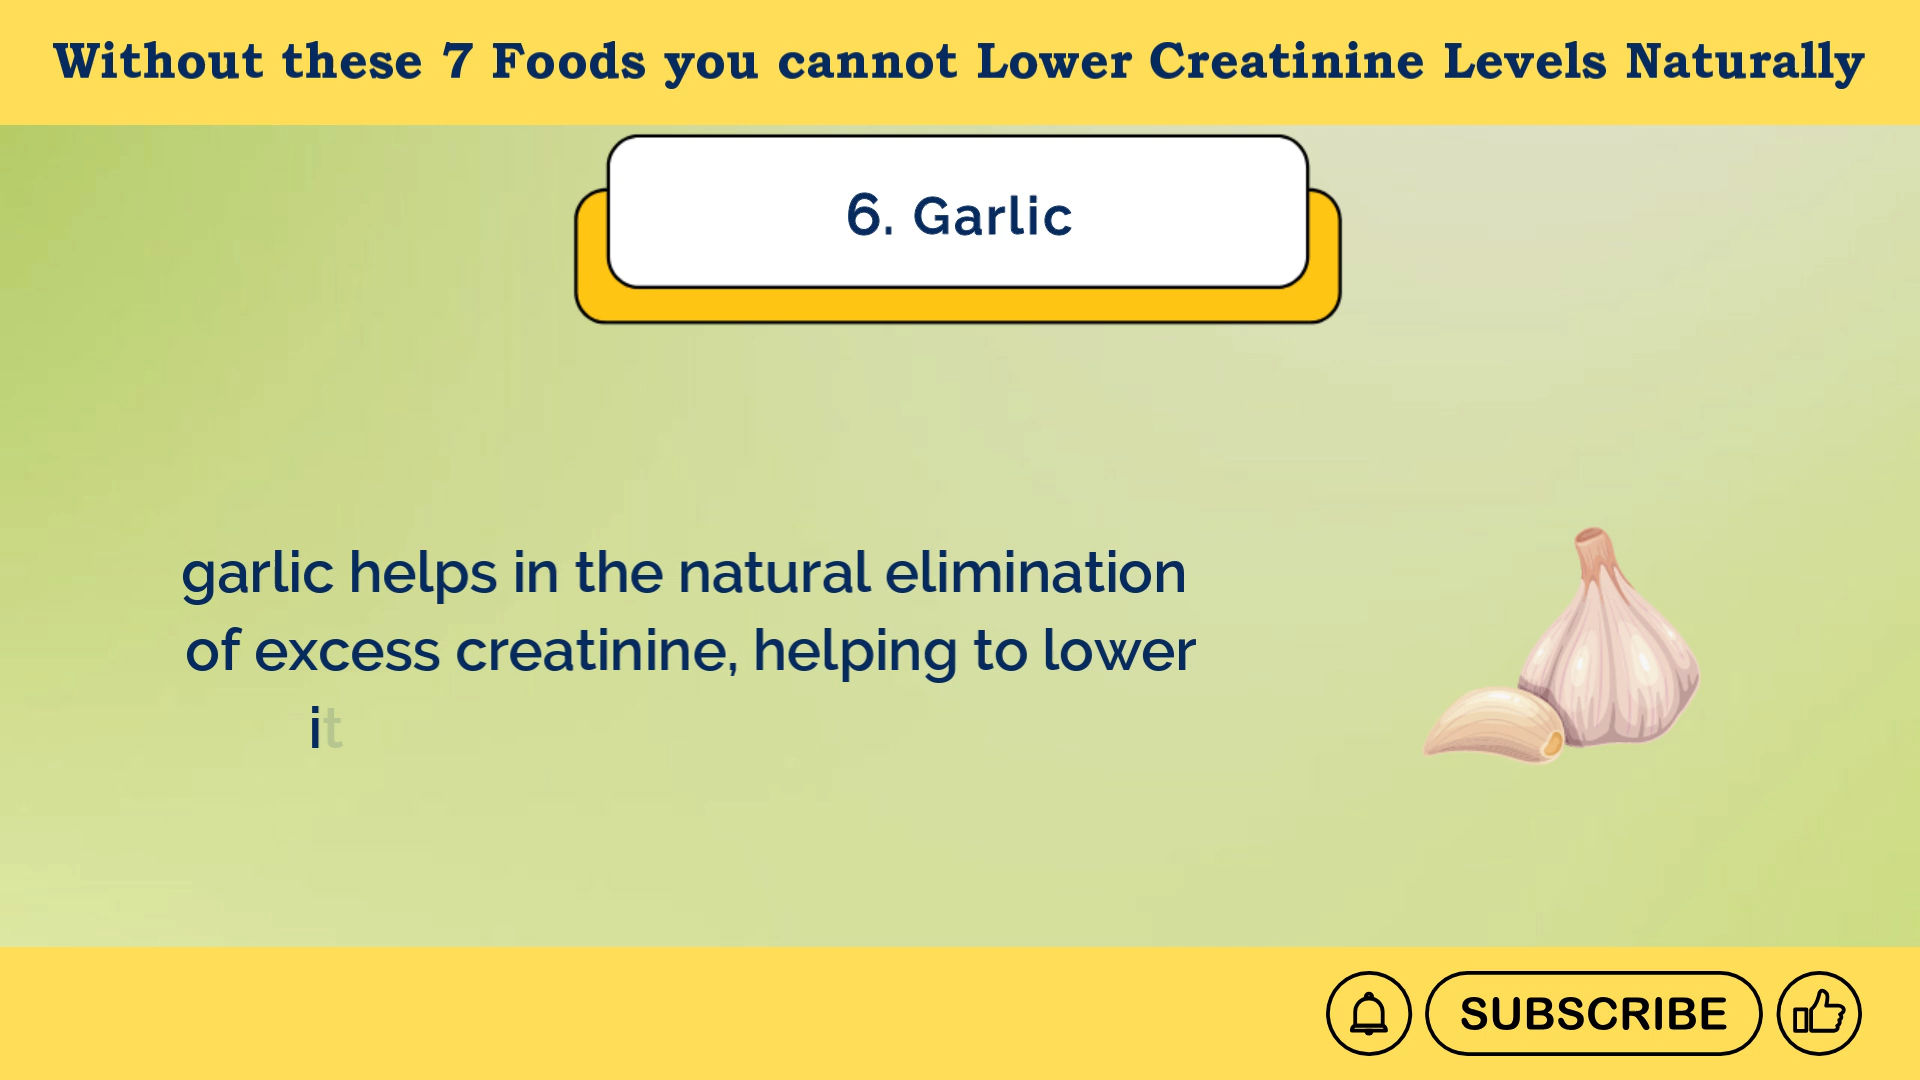 Without these 7 Foods you cannot Lower Creatinine Levels Naturally
6. Garlic
garlic helps in the natural elimination
of excess creatinine, helping to lower
it
SUBSCRIBE